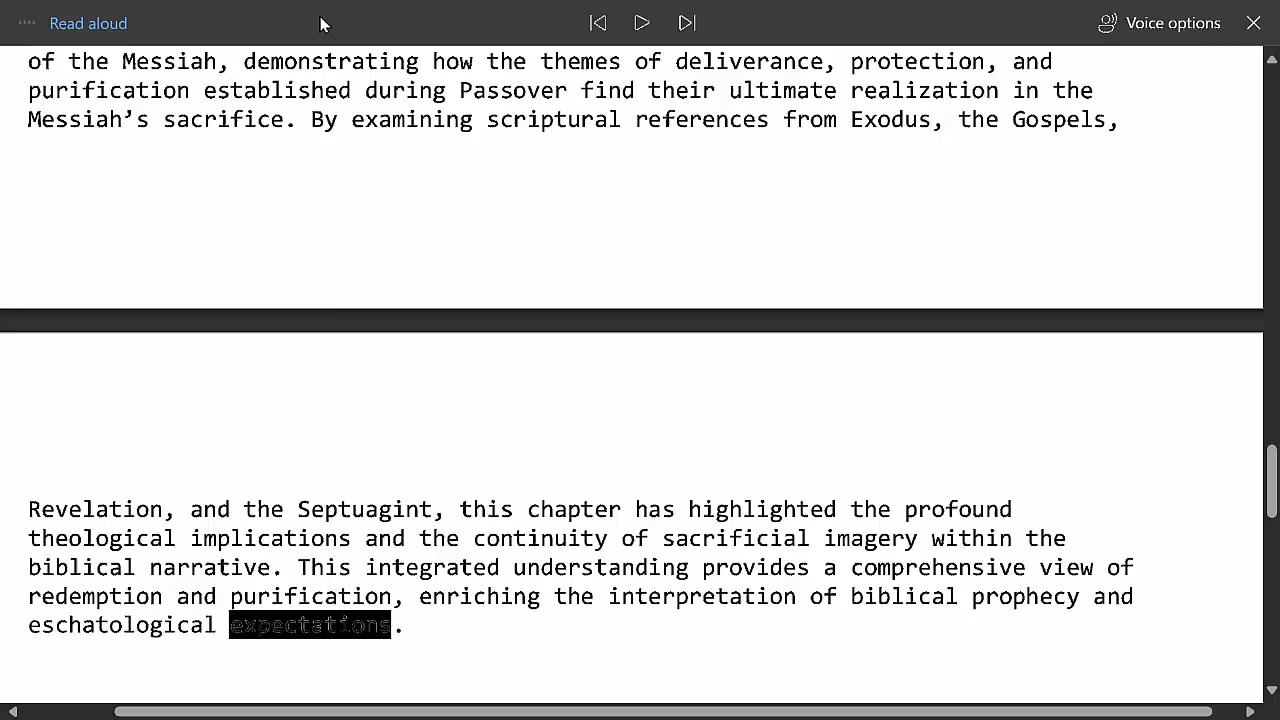 Read aloud
Voice options
of the Messiah, demonstrating how the themes of deliverance, protection, and
purification established during Passover find their ultimate realization in the
Messiah’s sacrifice. By examining scriptural references from Exodus, the Gospels,
Revelation, and the Septuagint, this chapter has highlighted the profound
theological implications and the continuity of sacrificial imagery within the
biblical narrative. This integrated understanding provides a comprehensive view of
redemption and purification, enriching the interpretation of biblical prophecy and
eschatological expectations.